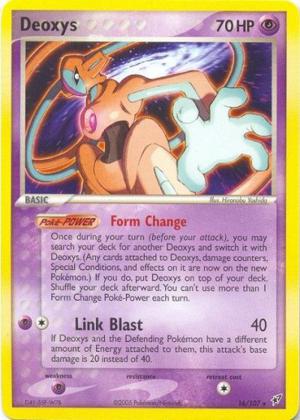 Deoxys 70 HP
Illus. Hironobu Yoshida
BASIC
Poké-POWER Form Change
Once during your turn (before your attack), you may
search your deck for another Deoxys and switch it with
Deoxys. (Any cards attached to Deoxys, damage counters,
Special Conditions, and effects on it are now on the new
Pokémon.) If you do, put Deoxys on top of your deck.
Shuffle your deck afterward. You can't use more than 1
Form Change Poké-Power each turn.
Link Blast 40
If Deoxys and the Defending Pokémon have a different
amount of Energy attached to them, this attack's base
damage is 20 instead of 40.
weakness resistance retreat cost
©2005 Pokémon/Nintendo
16/107